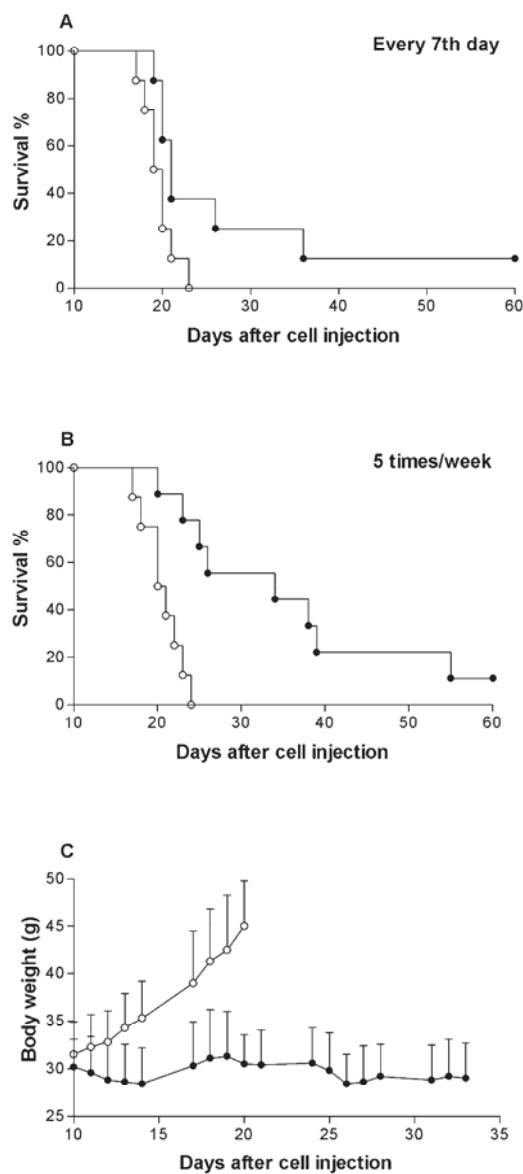 A
Every 7th day
100
80
60
40
20
0
Survival %
10 20 30 40 50 60
Days after cell injection
B
5 times/week
100
80
60
40
20
0
Survival %
10 20 30 40 50 60
Days after cell injection
C
50
45
40
35
30
25
Body weight (g)
10 15 20 25 30 35
Days after cell injection